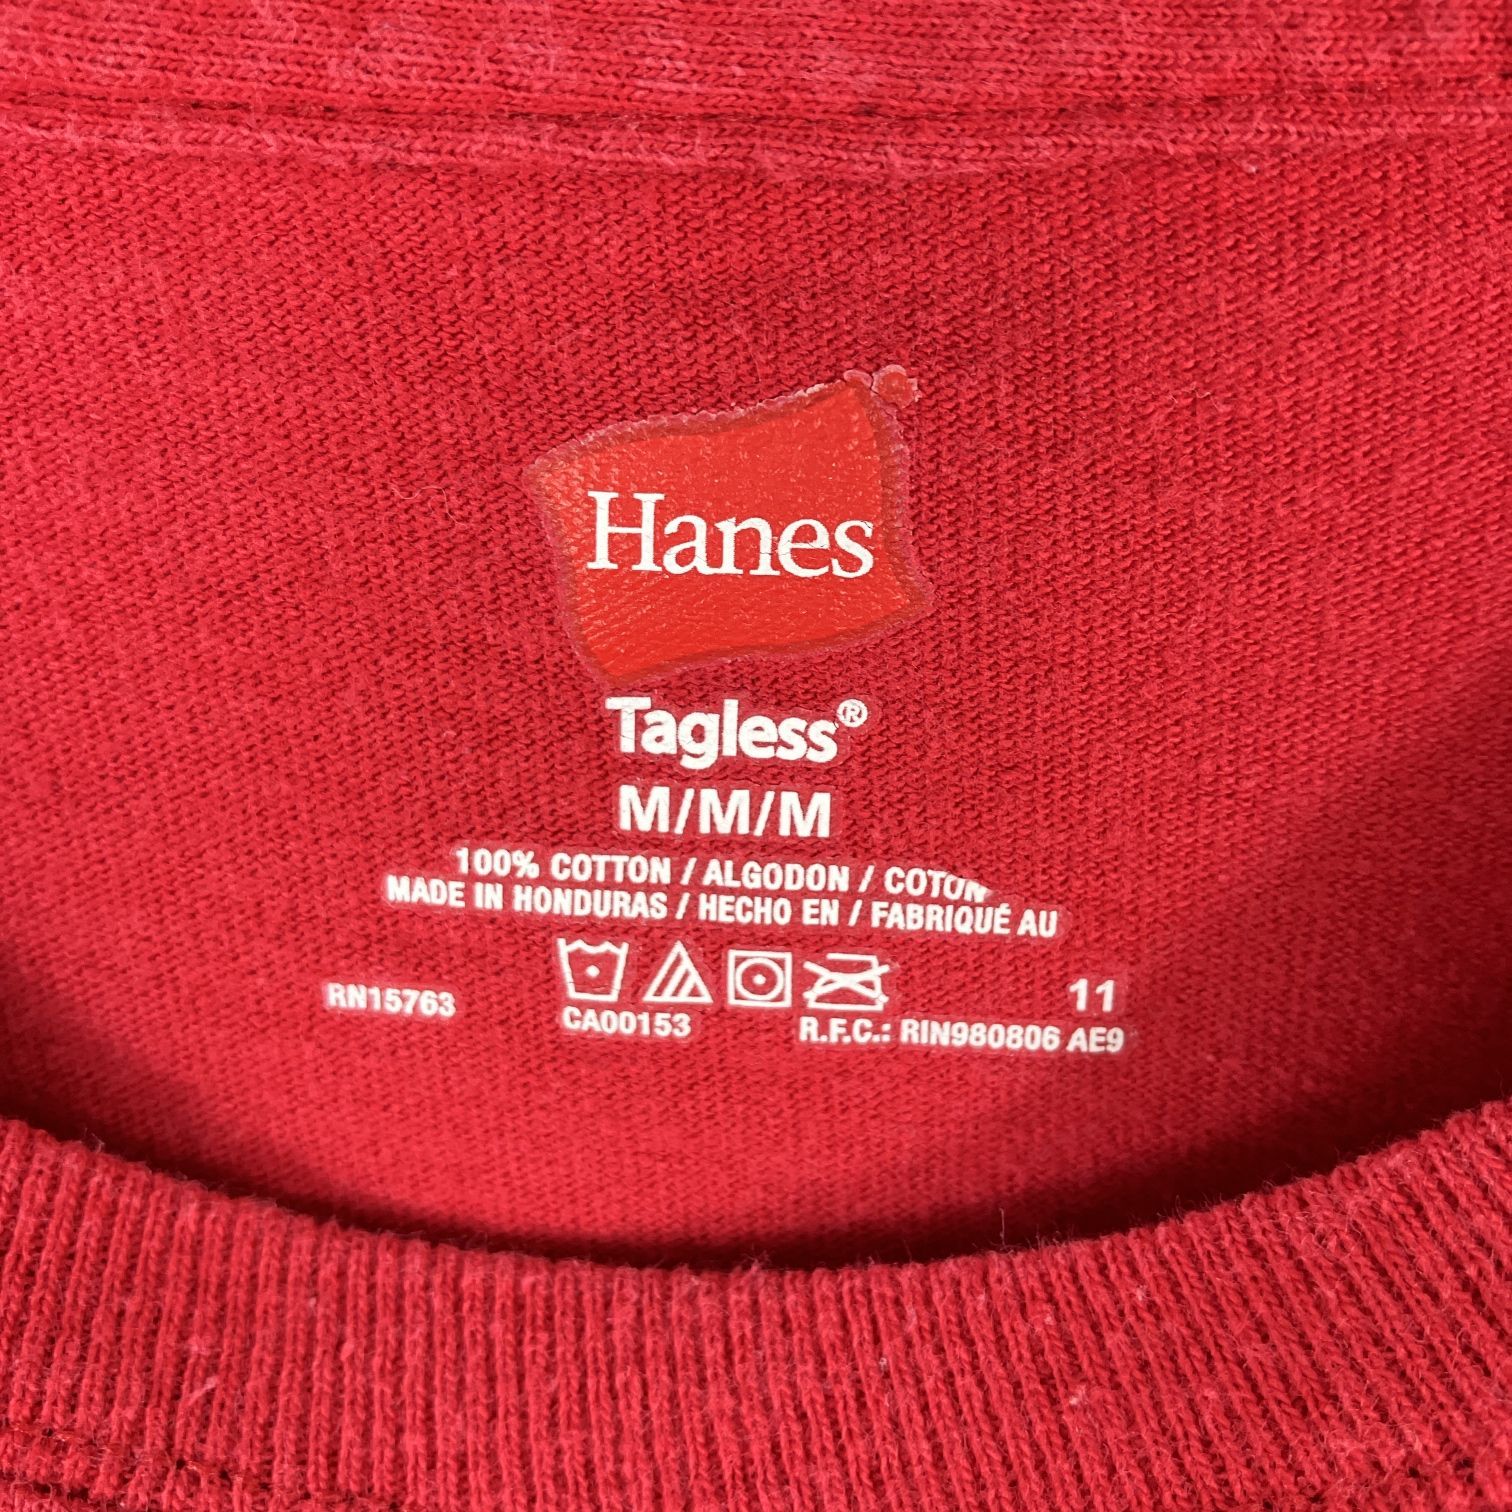 Hanes
Tagless®
M/M/M
100% COTTON / ALGODON / COTON
MADE IN HONDURAS / HECHO EN / FABRIQUÉ AU
11
RN15763
CA00153
R.F.C.: RIN980806 AE9